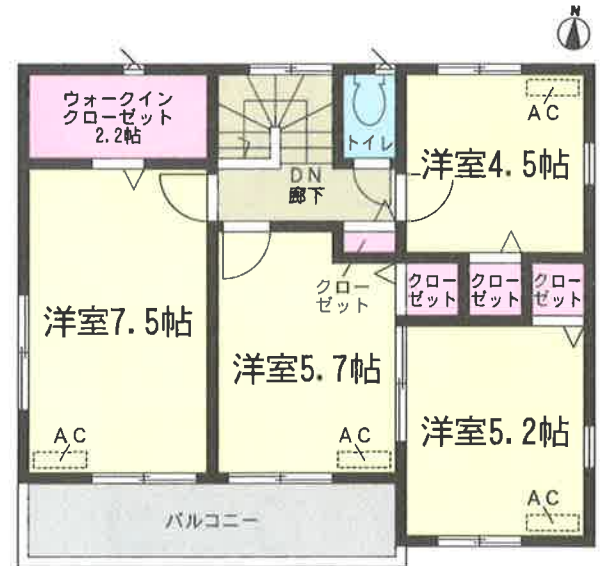 N
ウォークイン
クローゼット
2.2帖
トイレ
AC
洋室4.5帖
DN
廊下
クロー
ゼット
クロー
ゼット
クロー
ゼット
クロー
ゼット
洋室7.5帖
洋室5.7帖
洋室5.2帖
AC
AC
AC
バルコニー